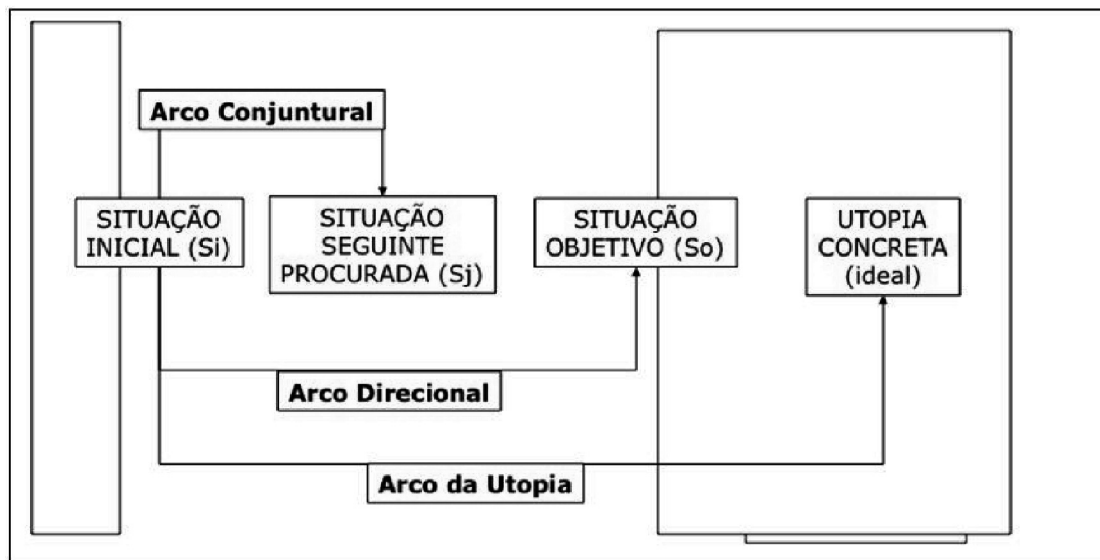 Arco Conjuntural
SITUAÇÃO
INICIAL (Si)
SITUAÇÃO
SEGUINTE
PROCURADA (Sj)
SITUAÇÃO
OBJETIVO (So)
UTOPIA
CONCRETA
(ideal)
Arco Direcional
Arco da Utopia